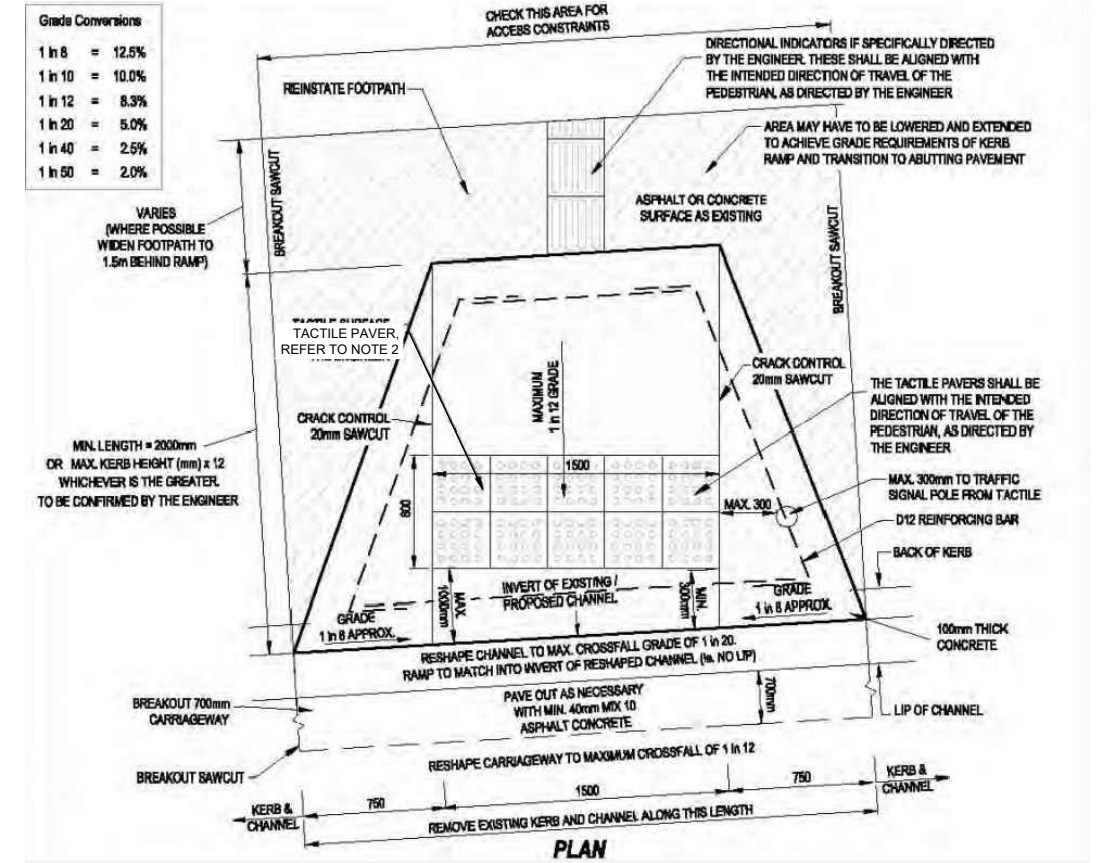 Grade Conversions
1 in 8 = 12.5%
1 in 10 = 10.0%
1 in 12 = 8.3%
1 in 20 = 5.0%
1 in 40 = 2.5%
1 in 50 = 2.0%
CHECK THIS AREA FOR
ACCESS CONSTRAINTS
DIRECTIONAL INDICATORS IF SPECIFICALLY DIRECTED
BY THE ENGINEER. THESE SHALL BE ALIGNED WITH
THE INTENDED DIRECTION OF TRAVEL OF THE
PEDESTRIAN, AS DIRECTED BY THE ENGINEER
REINSTATE FOOTPATH
AREA MAY HAVE TO BE LOWERED AND EXTENDED
TO ACHIEVE GRADE REQUIREMENTS OF KERB
RAMP AND TRANSITION TO ABUTTING PAVEMENT
BREAKOUT SAWCUT
ASPHALT OR CONCRETE
SURFACE AS EXISTING
VARIES
(WHERE POSSIBLE
WIDEN FOOTPATH TO
1.5m BEHIND RAMP)
BREAKOUT SAWCUT
TACTILE PAVER,
REFER TO NOTE 2
MAXIMUM
1 in 12 GRADE
CRACK CONTROL
20mm SAWCUT
CRACK CONTROL
20mm SAWCUT
THE TACTILE PAVERS SHALL BE
ALIGNED WITH THE INTENDED
DIRECTION OF TRAVEL OF THE
PEDESTRIAN, AS DIRECTED BY
THE ENGINEER
MIN. LENGTH = 2000mm
OR MAX. KERB HEIGHT (mm) x 12
WHICHEVER IS THE GREATER.
TO BE CONFIRMED BY THE ENGINEER
1500
600
MAX. 300
MAX. 300mm TO TRAFFIC
SIGNAL POLE FROM TACTILE
D12 REINFORCING BAR
BACK OF KERB
INVERT OF EXISTING /
PROPOSED CHANNEL
MAX.
1000mm
MIN.
300mm
GRADE
1 in 8 APPROX.
GRADE
1 in 8 APPROX.
100mm THICK
CONCRETE
RESHAPE CHANNEL TO MAX. CROSSFALL GRADE OF 1 in 20.
RAMP TO MATCH INTO INVERT OF RESHAPED CHANNEL (ie. NO LIP)
BREAKOUT 700mm
CARRIAGEWAY
PAVE OUT AS NECESSARY
WITH MIN. 40mm MIX 10
ASPHALT CONCRETE
700mm
LIP OF CHANNEL
BREAKOUT SAWCUT
RESHAPE CARRIAGEWAY TO MAXIMUM CROSSFALL OF 1 in 12
KERB &
CHANNEL
750
1500
750
KERB &
CHANNEL
REMOVE EXISTING KERB AND CHANNEL ALONG THIS LENGTH
PLAN